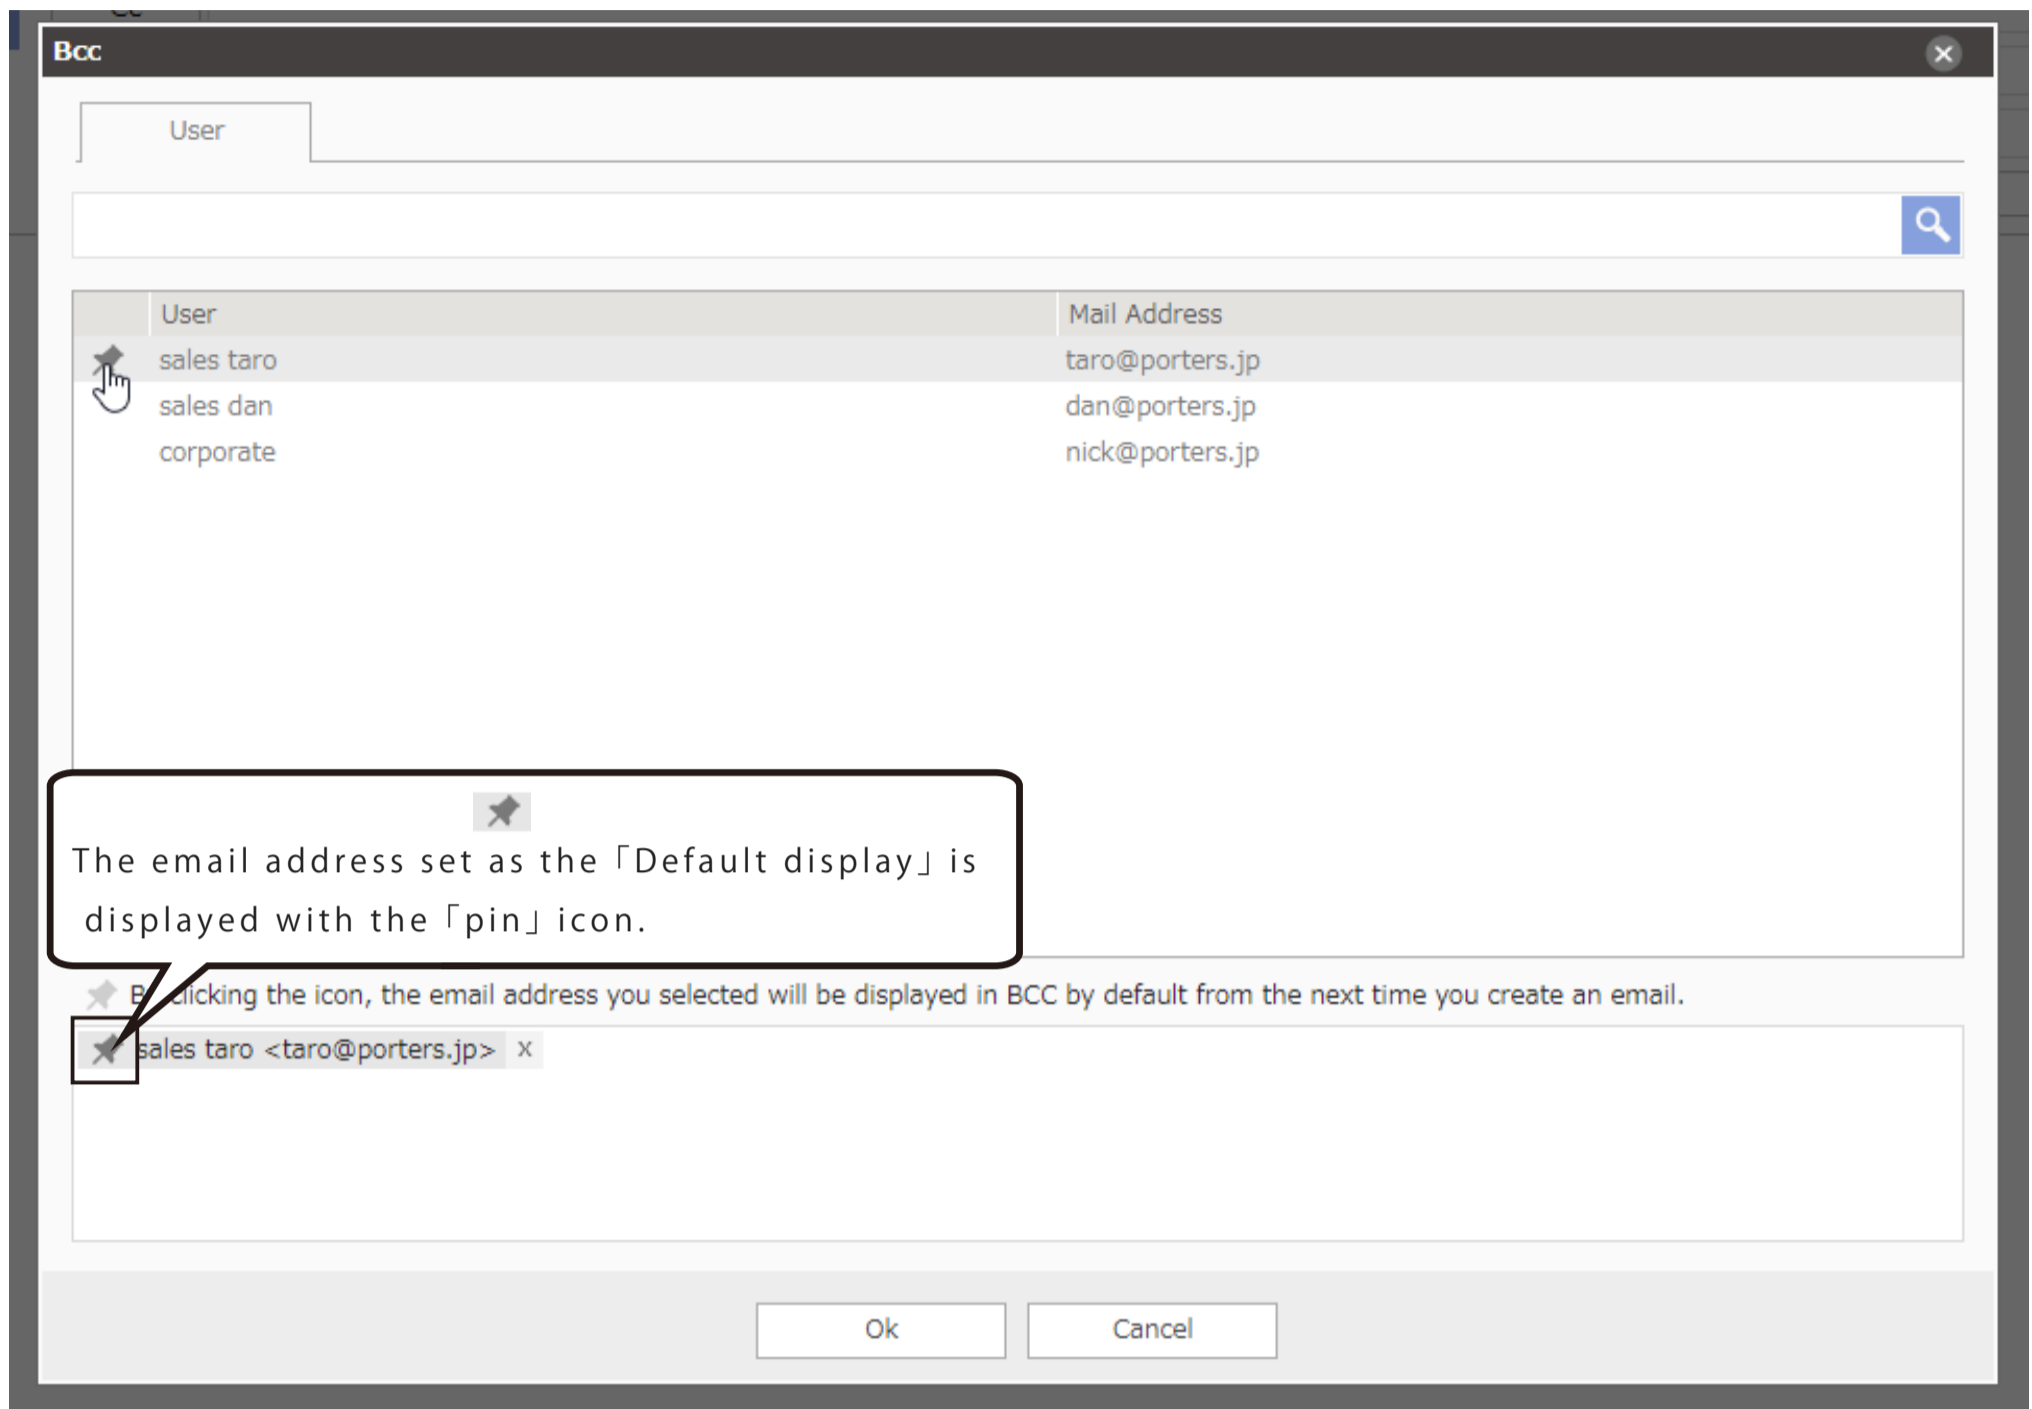 Bcc
User
User Mail Address
sales taro taro@porters.jp
sales dan dan@porters.jp
corporate nick@porters.jp
The email address set as the「Default display」is
displayed with the「pin」icon.
clicking the icon, the email address you selected will be displayed in BCC by default from the next time you create an email.
sales taro <taro@porters.jp> x
Ok Cancel